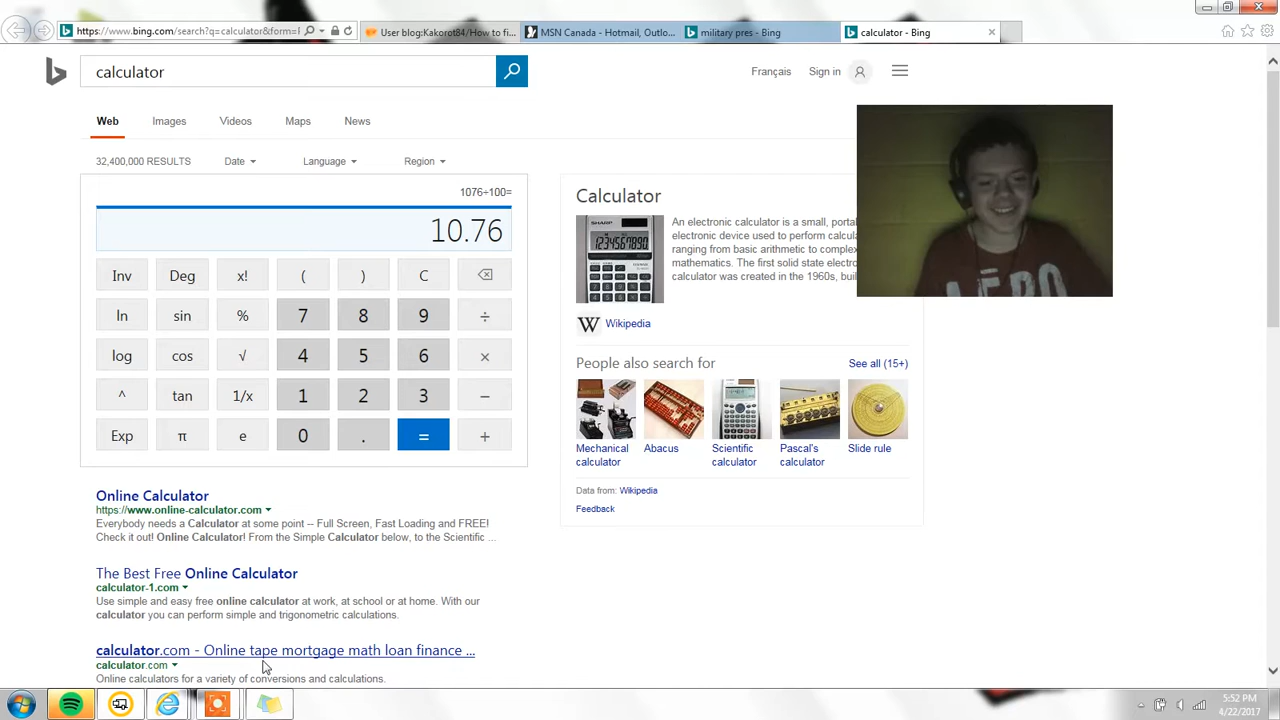 https://www.bing.com/search?q=calculator&form=
User blog:Kakorot84/How to fi...
MSN Canada - Hotmail, Outlo...
military pres - Bing
calculator - Bing
calculator
Français
Sign in
Web
Images
Videos
Maps
News
32,400,000 RESULTS
Date
Language
Region
1076÷100=
10.76
Inv Deg x! ( ) C
ln sin % 7 8 9 ÷
log cos √ 4 5 6 ×
^ tan 1/x 1 2 3 −
Exp π e 0 . = +
Online Calculator
https://www.online-calculator.com
Everybody needs a Calculator at some point -- Full Screen, Fast Loading and FREE!
Check it out! Online Calculator! From the Simple Calculator below, to the Scientific ...
The Best Free Online Calculator
calculator-1.com
Use simple and easy free online calculator at work, at school or at home. With our
calculator you can perform simple and trigonometric calculations.
calculator.com - Online tape mortgage math loan finance ...
calculator.com
Online calculators for a variety of conversions and calculations.
Calculator
SHARP
1234567890
An electronic calculator is a small, porta
electronic device used to perform calcula
ranging from basic arithmetic to complex
mathematics. The first solid state electro
calculator was created in the 1960s, buil
W
Wikipedia
People also search for
See all (15+)
Mechanical
calculator
Abacus
Scientific
calculator
Pascal's
calculator
Slide rule
Data from: Wikipedia
Feedback
AÉRO
5:52 PM
4/22/2017